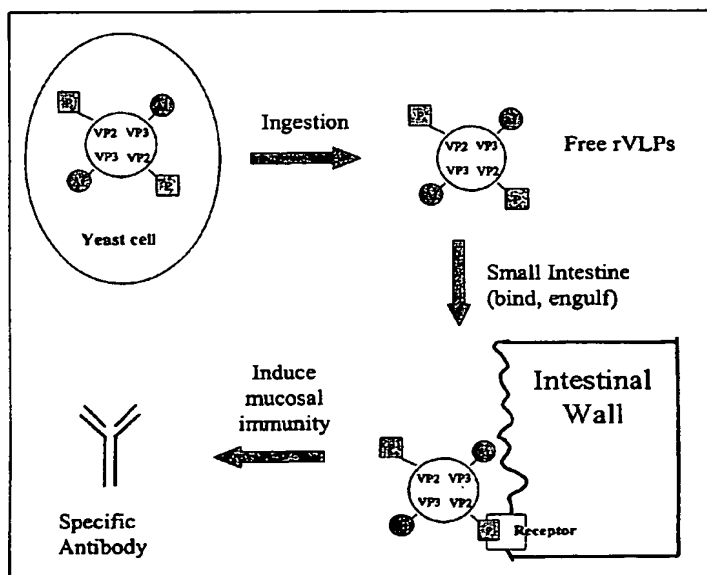 VP2 VP3
VP3 VP2
Yeast cell
Ingestion
VP2 VP3
VP3 VP2
Free rVLPs
Small Intestine
(bind, engulf)
Intestinal
Wall
VP2 VP3
VP3 VP2
Receptor
Induce
mucosal
immunity
Specific
Antibody